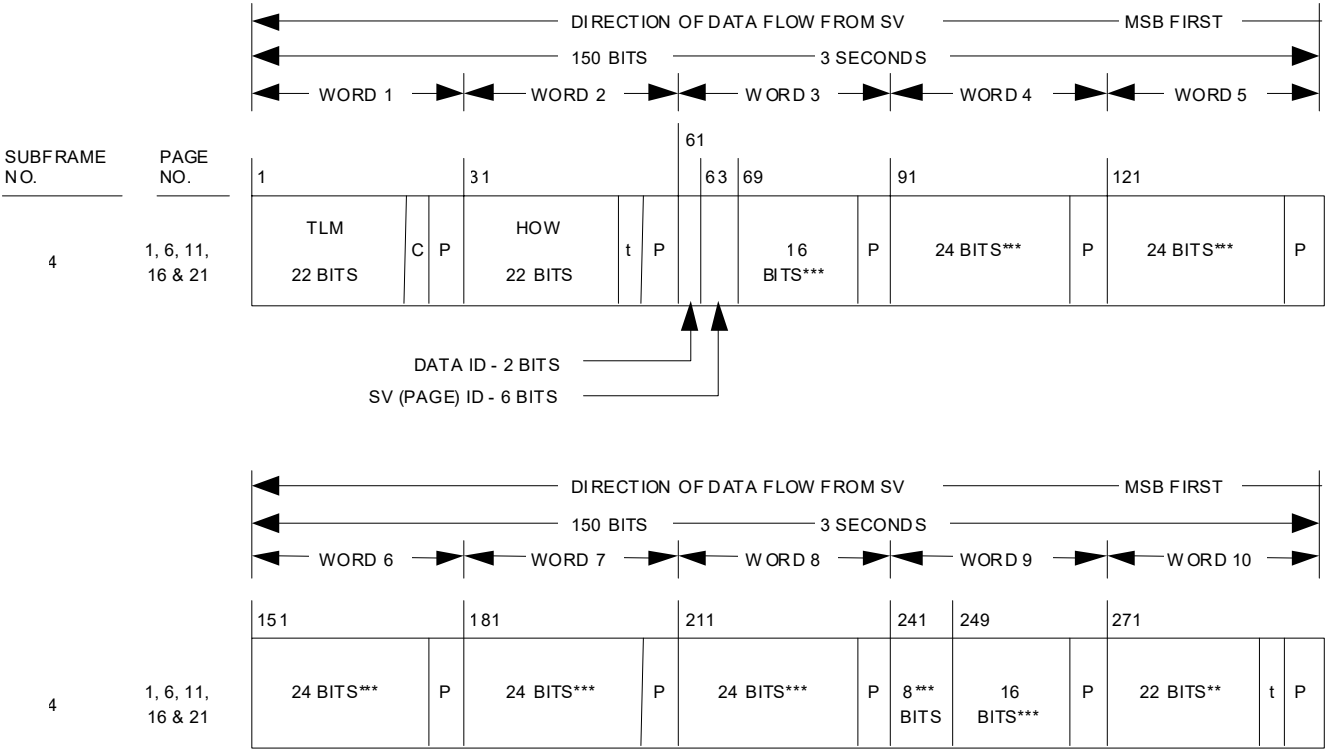 DIRECTION OF DATA FLOW FROM SV MSB FIRST
150 BITS 3 SECONDS
WORD 1 WORD 2 WORD 3 WORD 4 WORD 5
61
SUBFRAME NO. PAGE NO. 1 31 63 69 91 121
4 1, 6, 11, 16 & 21 TLM 22 BITS C P HOW 22 BITS t P 16 BITS*** P 24 BITS*** P 24 BITS*** P
DATA ID - 2 BITS
SV (PAGE) ID - 6 BITS
DIRECTION OF DATA FLOW FROM SV MSB FIRST
150 BITS 3 SECONDS
WORD 6 WORD 7 WORD 8 WORD 9 WORD 10
151 181 211 241 249 271
4 1, 6, 11, 16 & 21 24 BITS*** P 24 BITS*** P 24 BITS*** P 8*** BITS 16 BITS*** P 22 BITS** t P